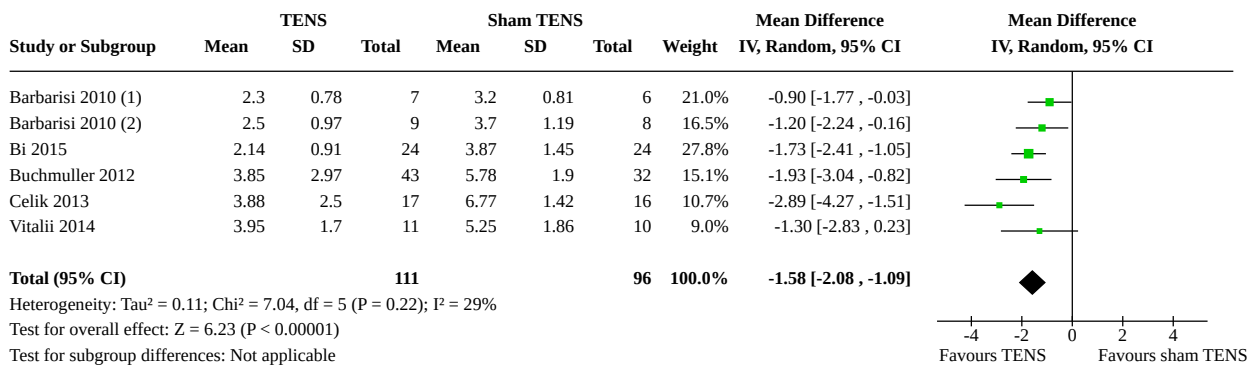 TENS Sham TENS Mean Difference Mean Difference
Study or Subgroup Mean SD Total Mean SD Total Weight IV, Random, 95% CI IV, Random, 95% CI
Barbarisi 2010 (1) 2.3 0.78 7 3.2 0.81 6 21.0% -0.90 [-1.77 , -0.03]
Barbarisi 2010 (2) 2.5 0.97 9 3.7 1.19 8 16.5% -1.20 [-2.24 , -0.16]
Bi 2015 2.14 0.91 24 3.87 1.45 24 27.8% -1.73 [-2.41 , -1.05]
Buchmuller 2012 3.85 2.97 43 5.78 1.9 32 15.1% -1.93 [-3.04 , -0.82]
Celik 2013 3.88 2.5 17 6.77 1.42 16 10.7% -2.89 [-4.27 , -1.51]
Vitalii 2014 3.95 1.7 11 5.25 1.86 10 9.0% -1.30 [-2.83 , 0.23]
Total (95% CI) 111 96 100.0% -1.58 [-2.08 , -1.09]
Heterogeneity: Tau² = 0.11; Chi² = 7.04, df = 5 (P = 0.22); I² = 29%
Test for overall effect: Z = 6.23 (P < 0.00001)
-4 -2 0 2 4
Test for subgroup differences: Not applicable
Favours TENS Favours sham TENS